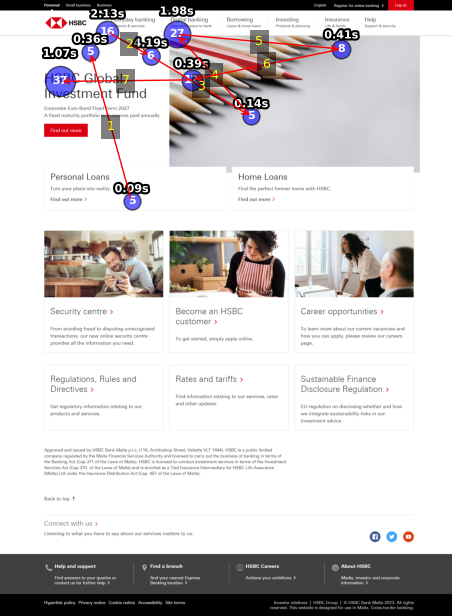 Personal Small business Business
English Register for online banking > Log on
HSBC
banking
Borrowing
Loans & home loans
Investing
Products & planning
Insurance
Life & family
Help
Support & security
2.13s
1.98s
0.36s
4.19s
0.41s
1.07s
0.39s
0.14s
0.09s
16
27
5
6
8
37
5
5
2
5
6
4
3
7
1
HSBC Global
Investment Fund
Corporate Euro Bond Fixed Term 2027
A fixed maturity portfolio income paid annually
Find out more
Personal Loans
Turn your plans into reality.
Find out more >
Home Loans
Find the perfect forever home with HSBC.
Find out more >
Security centre >
From avoiding fraud to disputing unrecognised
transactions, our new online security centre
provides all the information you need.
Become an HSBC
customer >
To get started, simply apply online.
Career opportunities >
To learn more about our current vacancies and
how you can apply, please review our careers
page.
Regulations, Rules and
Directives >
Get regulatory information relating to our
products and services.
Rates and tariffs >
Find information relating to our services, rates
and other updates.
Sustainable Finance
Disclosure Regulation >
EU regulation on disclosing whether and how
we integrate sustainability risks in our
investment advice.
Approved and issued by HSBC Bank Malta p.l.c. (116, Archbishop Street, Valletta VLT 1444). HSBC is a public limited
company regulated by the Malta Financial Services Authority and licensed to carry out the business of banking in terms of
the Banking Act (Cap.371 of the Laws of Malta). HSBC is licensed to conduct investment services in terms of the Investment
Services Act (Cap.370. of the Laws of Malta) and is enrolled as a Tied Insurance Intermediary for HSBC Life Assurance
(Malta) Ltd under the Insurance Distribution Act (Cap. 487 of the Laws of Malta).
Back to top
Connect with us >
Listening to what you have to say about our services matters to us.
Help and support
Find answers to your queries or
contact us for further help >
Find a branch
And your nearest Express
Banking location >
HSBC Careers
Achieve your ambitions >
About HSBC
Media, investor and corporate
information >
Hyperlink policy Privacy notice Cookie notice Accessibility Site terms
Investor relations | HSBC Group | © HSBC Bank Malta 2023. All rights
reserved. This website is designed for use in Malta. Cross border banking.